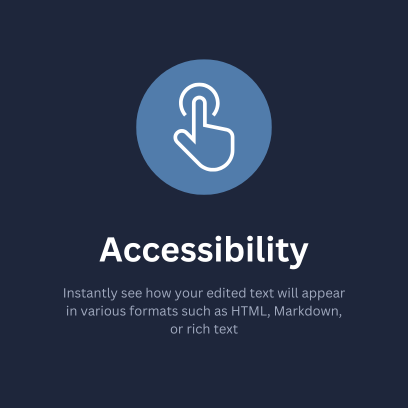 Accessibility
Instantly see how your edited text will appear
in various formats such as HTML, Markdown,
or rich text